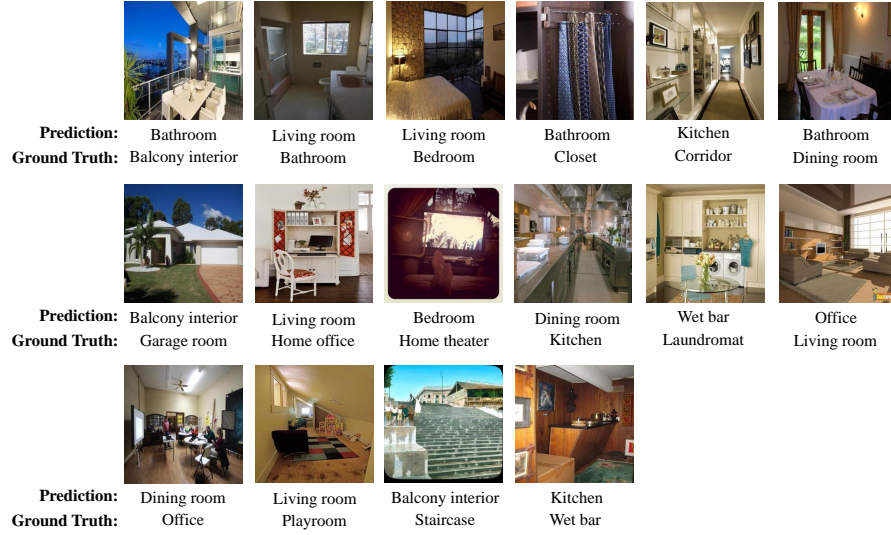 Prediction: Bathroom Living room Living room Bathroom Kitchen Bathroom
Ground Truth: Balcony interior Bathroom Bedroom Closet Corridor Dining room
Prediction: Balcony interior Living room Bedroom Dining room Wet bar Office
Ground Truth: Garage room Home office Home theater Kitchen Laundromat Living room
Prediction: Dining room Living room Balcony interior Kitchen
Ground Truth: Office Playroom Staircase Wet bar